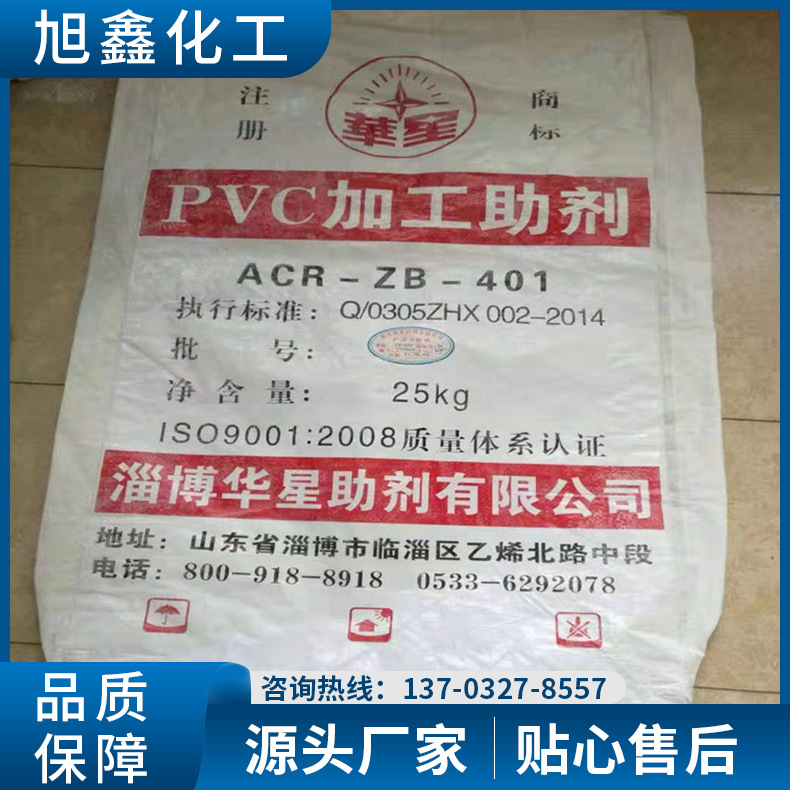 旭鑫化工
注册
商标
華星
PVC加工助剂
ACR-ZB-401
执行标准：Q/0305ZHX 002-2014
批 号：
净含量： 25kg
ISO9001:2008质量体系认证
淄博华星助剂有限公司
地址：山东省淄博市临淄区乙烯北路中段
电话：800-918-8918 0533-6292078
咨询热线：137-0327-8557
品质保障
源头厂家 贴心售后